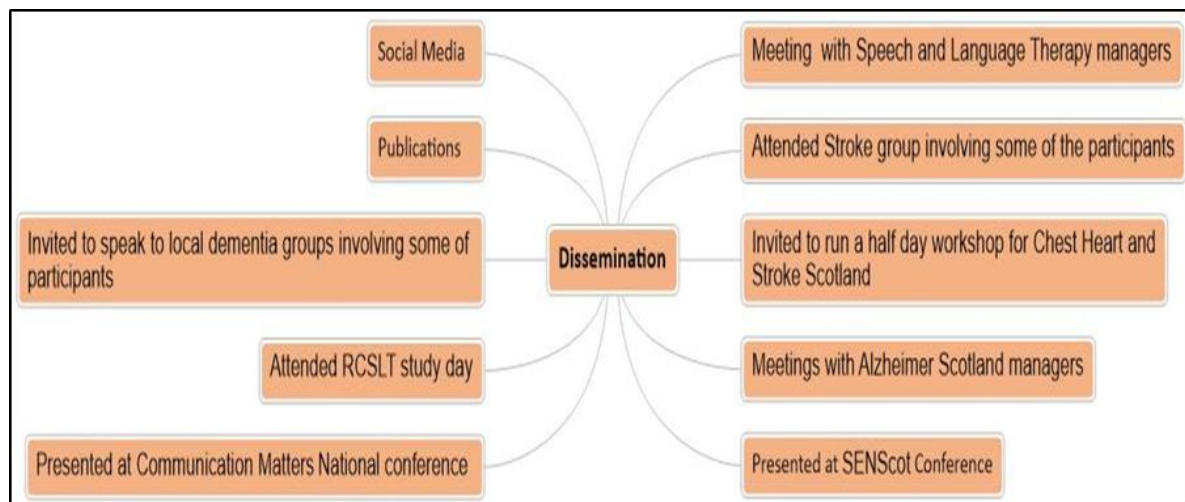 Social Media
Publications
Invited to speak to local dementia groups involving some of
participants
Attended RCSLT study day
Presented at Communication Matters National conference
Dissemination
Meeting with Speech and Language Therapy managers
Attended Stroke group involving some of the participants
Invited to run a half day workshop for Chest Heart and
Stroke Scotland
Meetings with Alzheimer Scotland managers
Presented at SENScot Conference